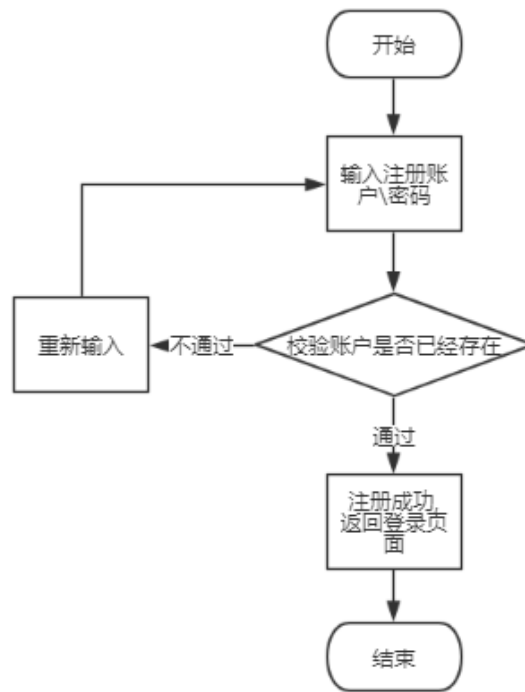 开始
输入注册账
户\密码
重新输入
不通过
校验账户是否已经存在
通过
注册成功,
返回登录页
面
结束